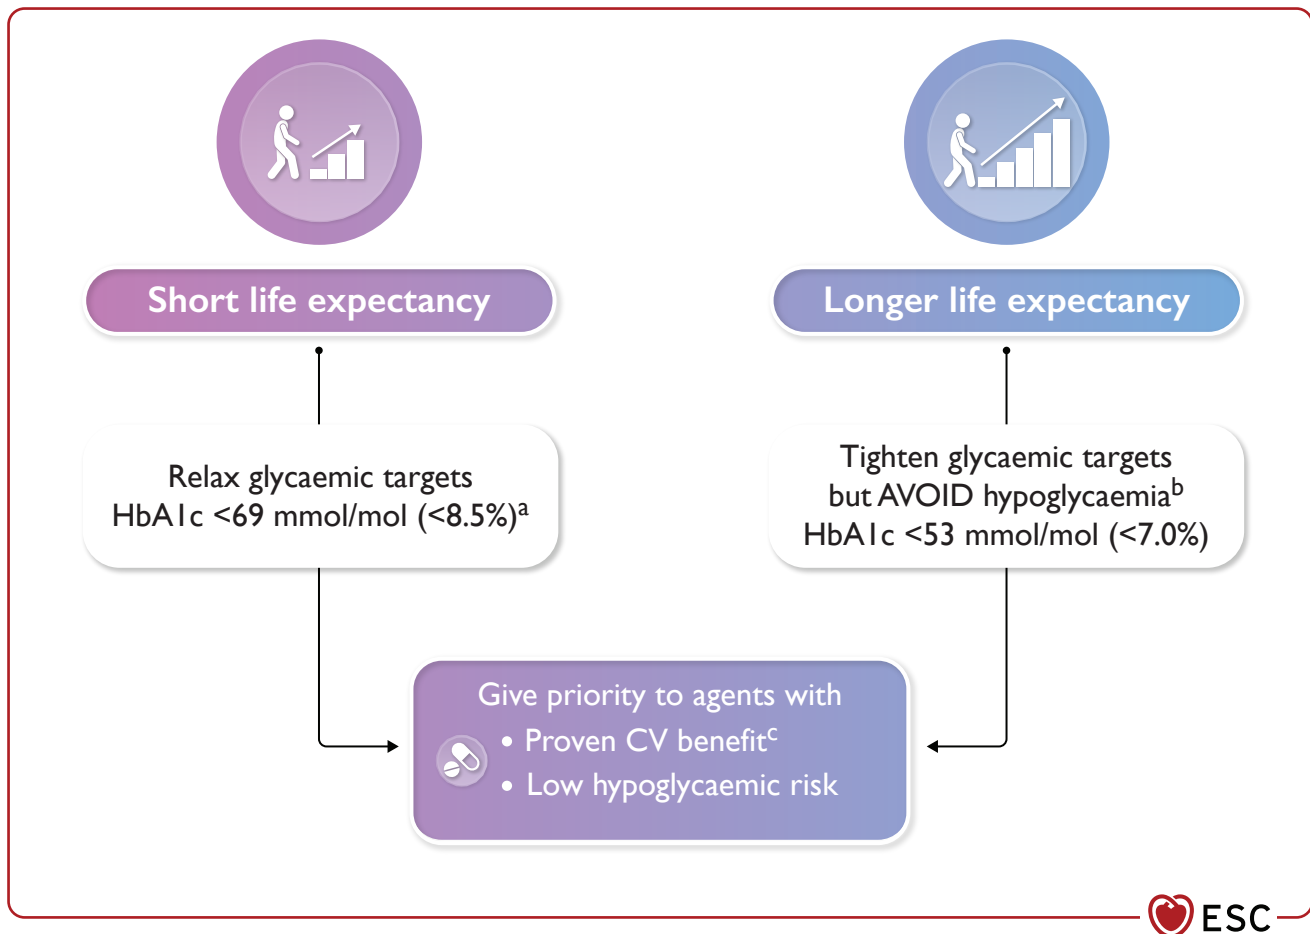 Short life expectancy
Longer life expectancy
Relax glycaemic targets
HbA1c <69 mmol/mol (<8.5%)ᵃ
Tighten glycaemic targets
but AVOID hypoglycaemiaᵇ
HbA1c <53 mmol/mol (<7.0%)
Give priority to agents with
• Proven CV benefitᶜ
• Low hypoglycaemic risk
ESC